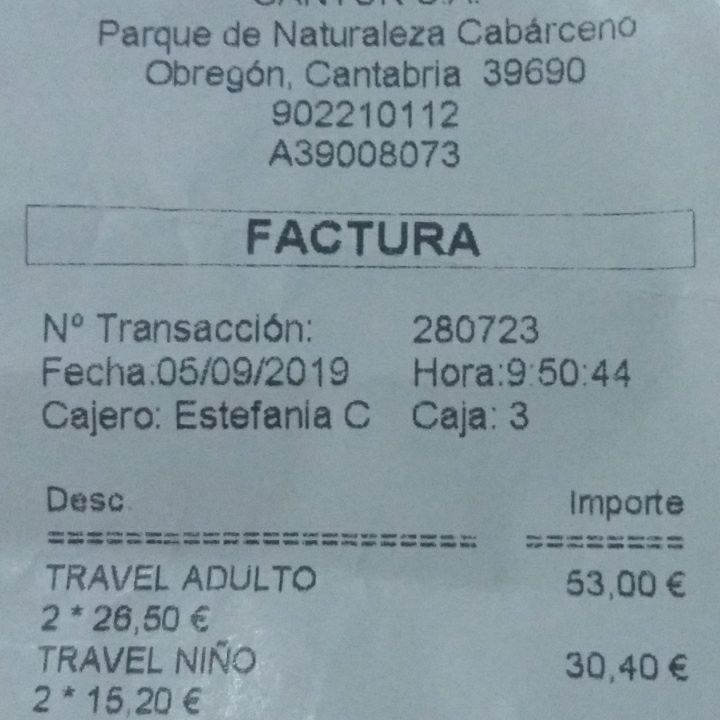 CANTUR S.A.
Parque de Naturaleza Cabárceno
Obregón, Cantabria 39690
902210112
A39008073
FACTURA
Nº Transacción: 280723
Fecha:05/09/2019 Hora:9:50:44
Cajero: Estefania C Caja: 3
Desc. Importe
====================== ========
TRAVEL ADULTO 53,00 €
2 * 26,50 €
TRAVEL NIÑO 30,40 €
2 * 15,20 €